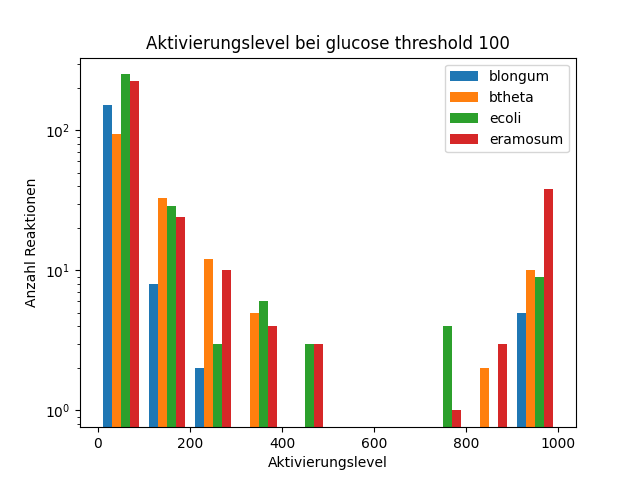 Aktivierungslevel bei glucose threshold 100
blongum
btheta
ecoli
eramosum
10²
10¹
10⁰
Anzahl Reaktionen
0 200 400 600 800 1000
Aktivierungslevel